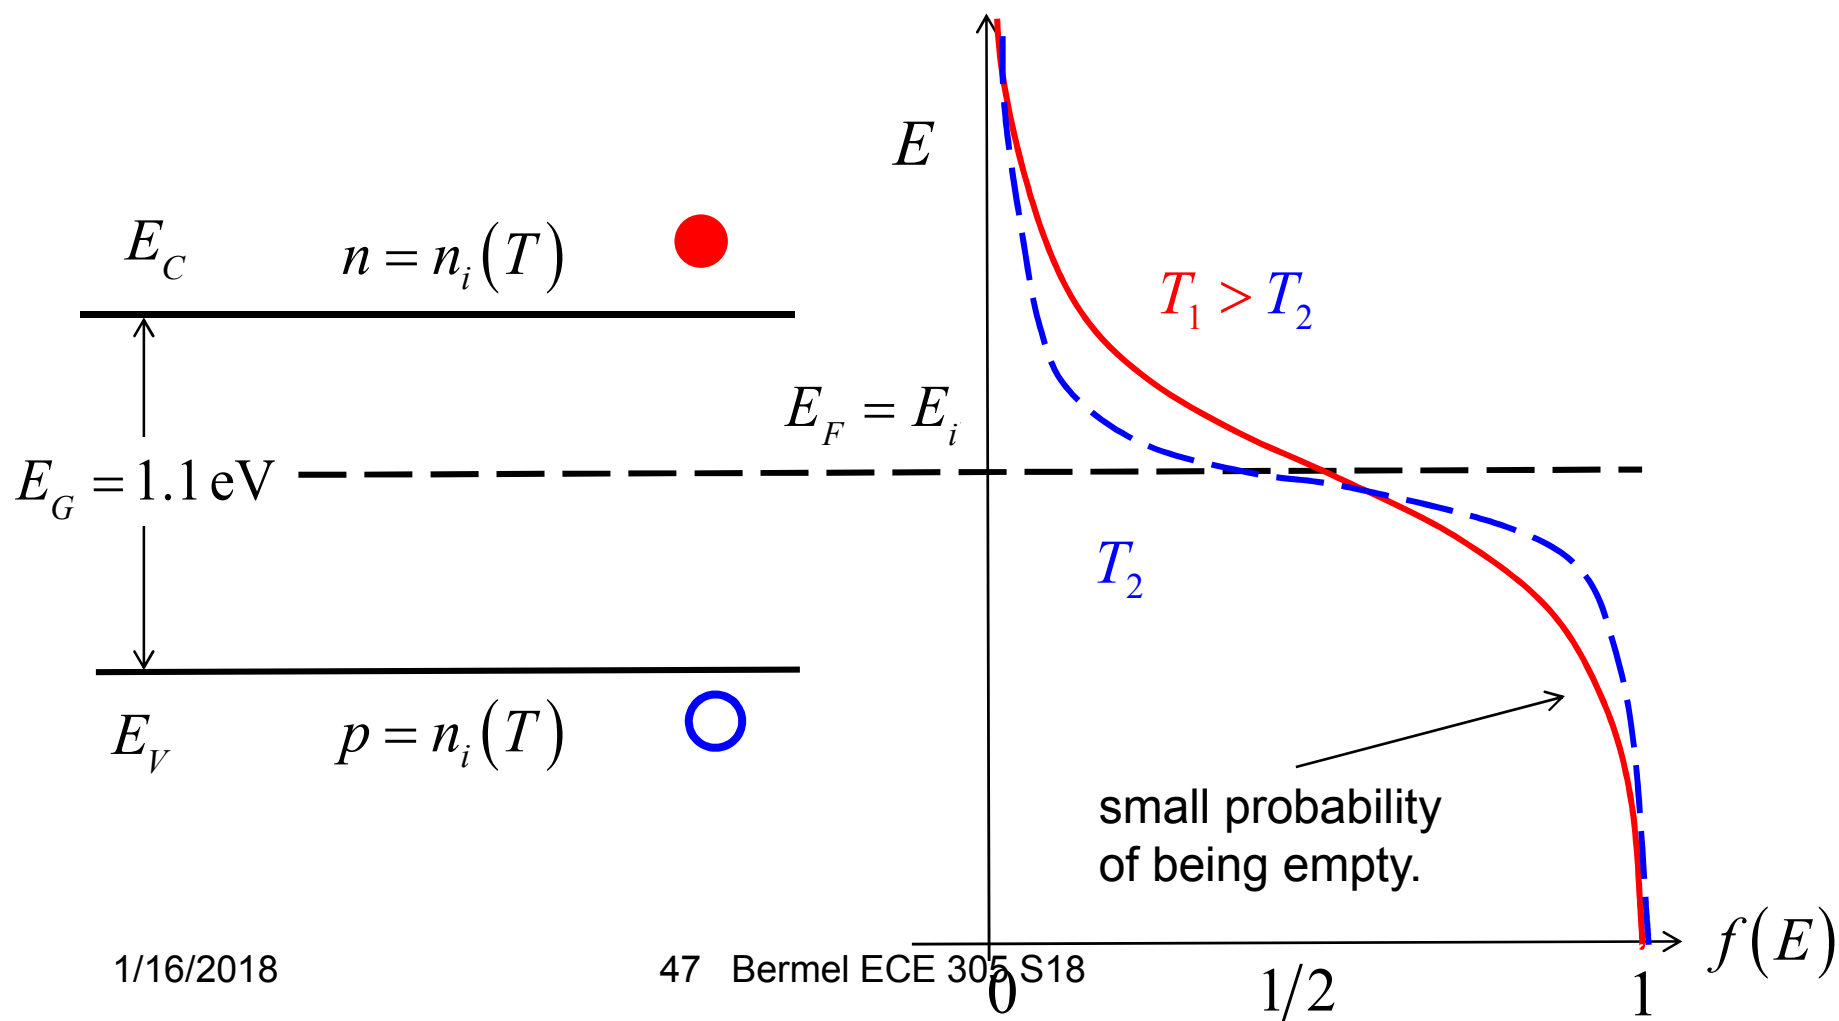 E
E_C
n = n_i(T)
T_1 > T_2
E_F = E_i
E_G = 1.1 eV
T_2
E_V
p = n_i(T)
small probability
of being empty.
f(E)
1/16/2018
47 Bermel ECE 305 S18
0
1/2
1